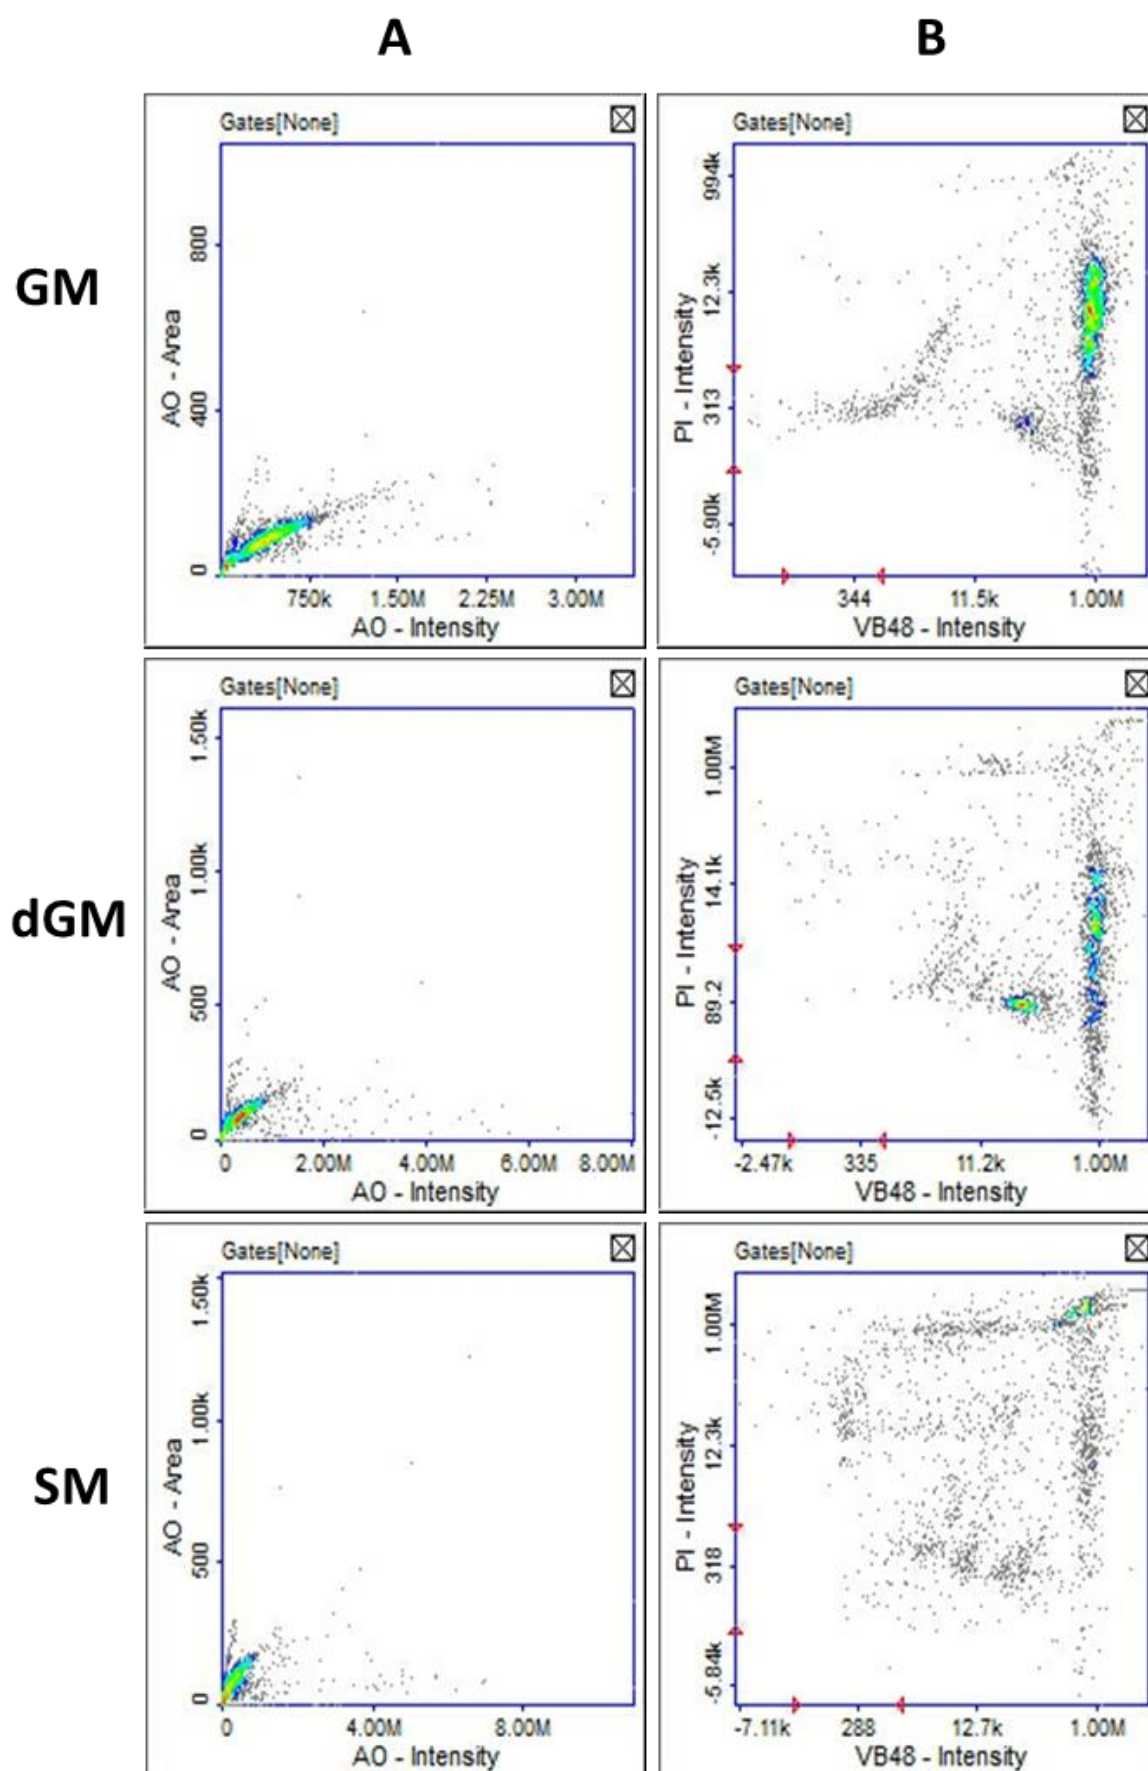 A B
GM
Gates[None]
AO - Area
800
400
0
750k 1.50M 2.25M 3.00M
AO - Intensity
Gates[None]
PI - Intensity
994k
12.3k
313
-5.90k
344 11.5k 1.00M
VB48 - Intensity
dGM
Gates[None]
AO - Area
1.50k
1.00k
500
0
0 2.00M 4.00M 6.00M 8.00M
AO - Intensity
Gates[None]
PI - Intensity
1.00M
14.1k
89.2
-12.5k
-2.47k 335 11.2k 1.00M
VB48 - Intensity
SM
Gates[None]
AO - Area
1.50k
1.00k
500
0
0 4.00M 8.00M
AO - Intensity
Gates[None]
PI - Intensity
1.00M
12.3k
318
-5.84k
-7.11k 288 12.7k 1.00M
VB48 - Intensity